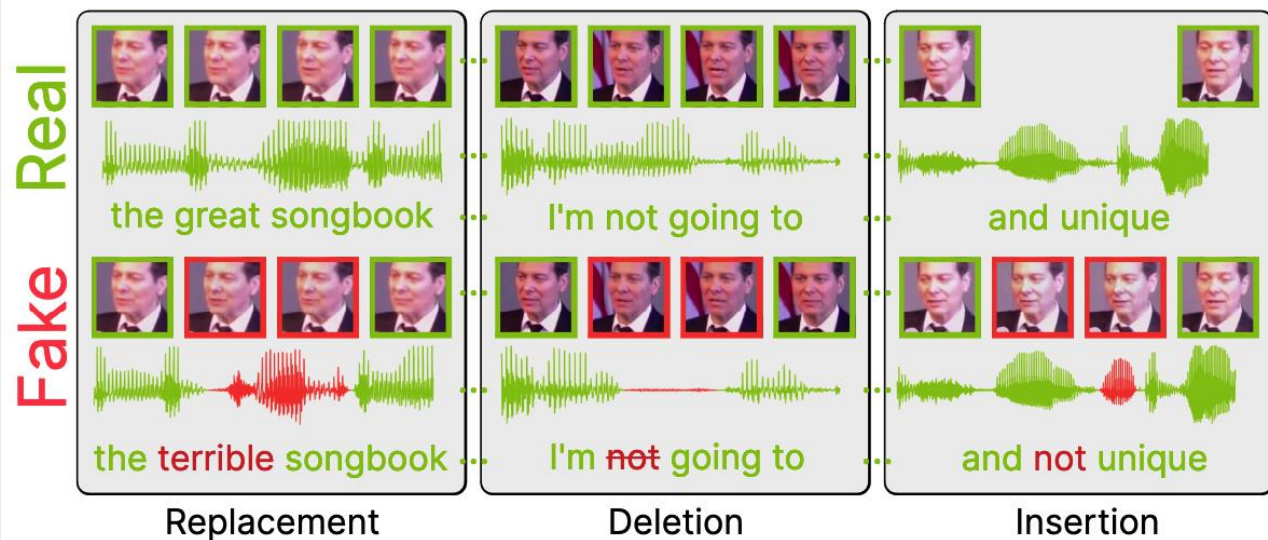 Real
the great songbook
I'm not going to
and unique
Fake
the terrible songbook
I'm not going to
and not unique
Replacement
Deletion
Insertion